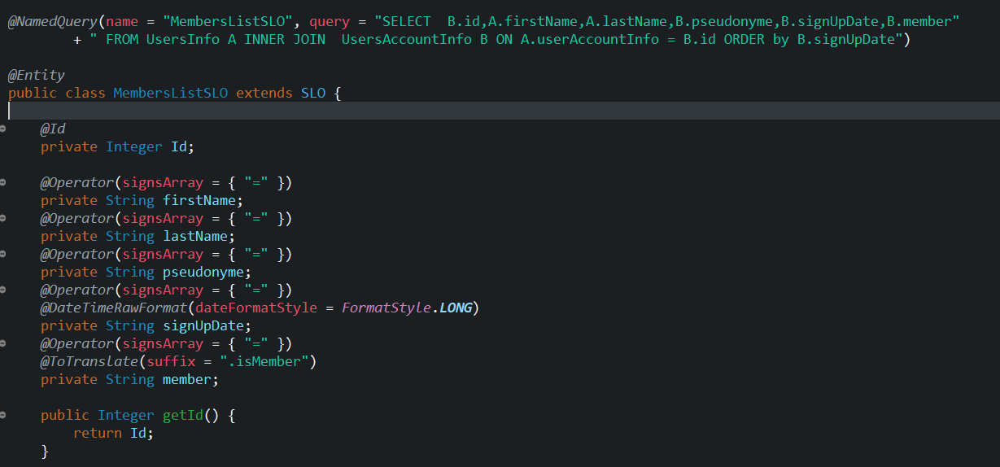 @NamedQuery(name = "MembersListSLO", query = "SELECT  B.id,A.firstName,A.lastName,B.pseudonyme,B.signUpDate,B.member"
        + " FROM UsersInfo A INNER JOIN  UsersAccountInfo B ON A.userAccountInfo = B.id ORDER by B.signUpDate")
@Entity
public class MembersListSLO extends SLO {
    @Id
    private Integer Id;
    @Operator(signsArray = { "=" })
    private String firstName;
    @Operator(signsArray = { "=" })
    private String lastName;
    @Operator(signsArray = { "=" })
    private String pseudonyme;
    @Operator(signsArray = { "=" })
    @DateTimeRawFormat(dateFormatStyle = FormatStyle.LONG)
    private String signUpDate;
    @Operator(signsArray = { "=" })
    @ToTranslate(suffix = ".isMember")
    private String member;
    public Integer getId() {
        return Id;
    }